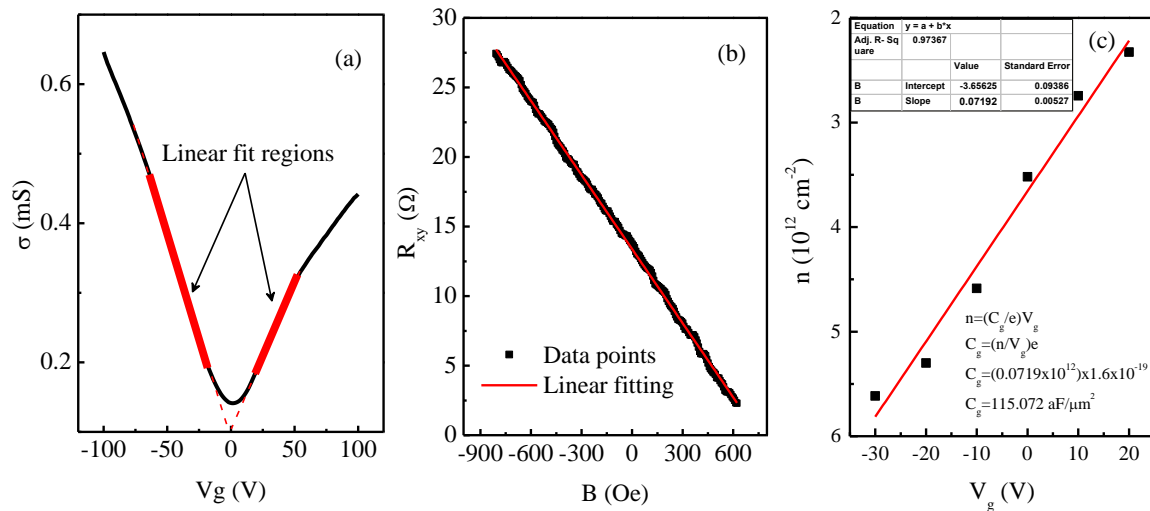 (a)
Linear fit regions
σ (mS)
0.6
0.4
0.2
-100 -50 0 50 100
Vg (V)
(b)
R_xy (Ω)
30
25
20
15
10
5
0
Data points
Linear fitting
-900 -600 -300 0 300 600
B (Oe)
(c)
Equation y = a + b*x
Adj. R- Sq
uare 0.97367
Value Standard Error
B Intercept -3.65625 0.09386
B Slope 0.07192 0.00527
n (10^12 cm^-2)
2
3
4
5
6
n=(C_g/e)V_g
C_g=(n/V_g)e
C_g=(0.0719x10^12)x1.6x10^-19
C_g=115.072 aF/μm^2
-30 -20 -10 0 10 20
V_g (V)